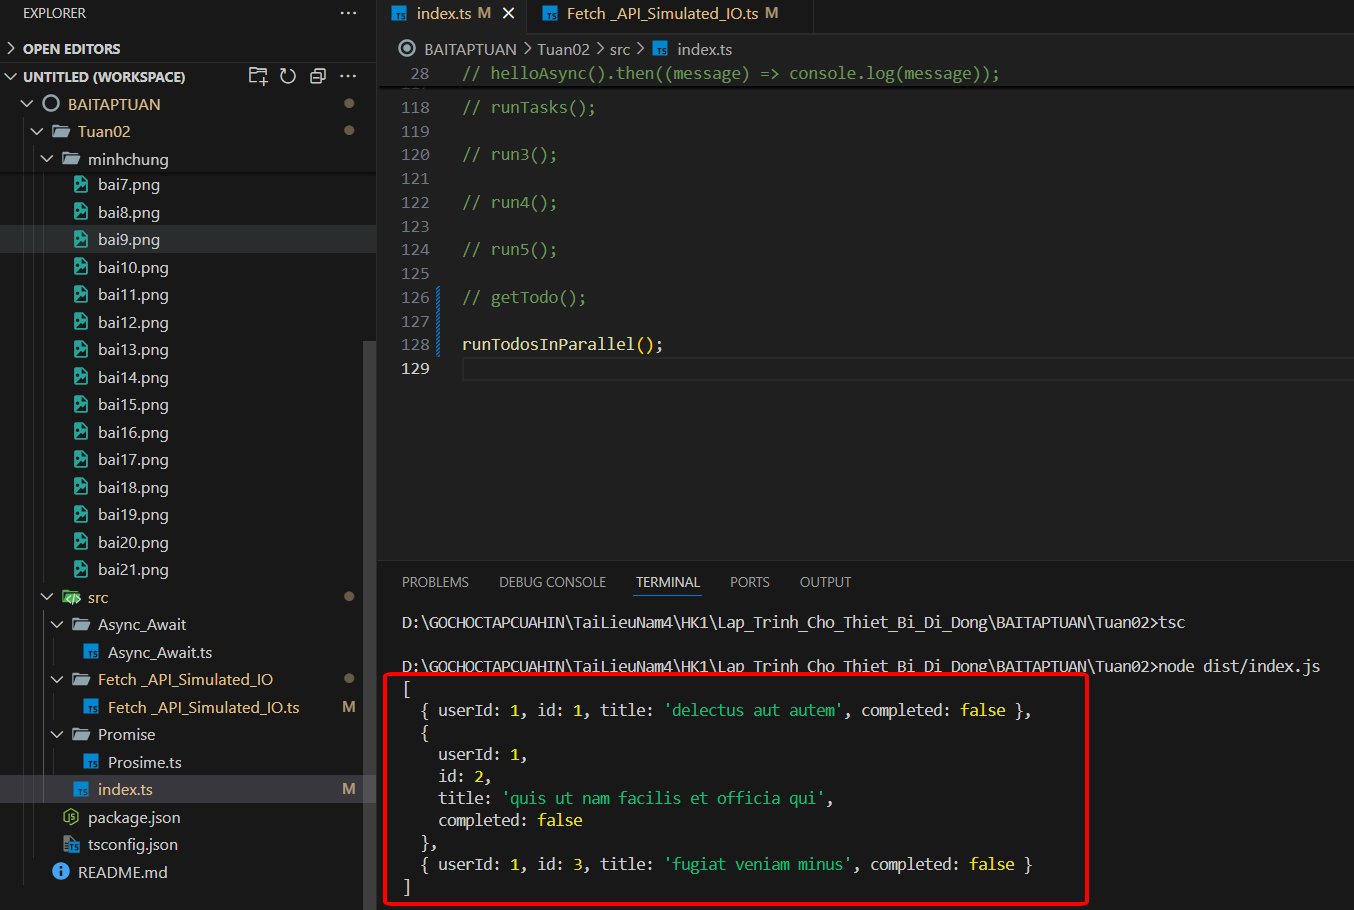 EXPLORER
OPEN EDITORS
UNTITLED (WORKSPACE)
BAITAPTUAN
Tuan02
minhchung
bai7.png
bai8.png
bai9.png
bai10.png
bai11.png
bai12.png
bai13.png
bai14.png
bai15.png
bai16.png
bai17.png
bai18.png
bai19.png
bai20.png
bai21.png
src
Async_Await
Async_Await.ts
Fetch _API_Simulated_IO
Fetch _API_Simulated_IO.ts M
Promise
Prosime.ts
index.ts M
package.json
tsconfig.json
README.md
index.ts M Fetch _API_Simulated_IO.ts M
BAITAPTUAN > Tuan02 > src > index.ts
28 // helloAsync().then((message) => console.log(message));
118 // runTasks();
119
120 // run3();
121
122 // run4();
123
124 // run5();
125
126 // getTodo();
127
128 runTodosInParallel();
129
PROBLEMS DEBUG CONSOLE TERMINAL PORTS OUTPUT
D:\GOCHOCTAPCUAHIN\TaiLieuNam4\HK1\Lap_Trinh_Cho_Thiet_Bi_Di_Dong\BAITAPTUAN\Tuan02>tsc
D:\GOCHOCTAPCUAHIN\TaiLieuNam4\HK1\Lap_Trinh_Cho_Thiet_Bi_Di_Dong\BAITAPTUAN\Tuan02>node dist/index.js
[
{ userId: 1, id: 1, title: 'delectus aut autem', completed: false },
{
userId: 1,
id: 2,
title: 'quis ut nam facilis et officia qui',
completed: false
},
{ userId: 1, id: 3, title: 'fugiat veniam minus', completed: false }
]